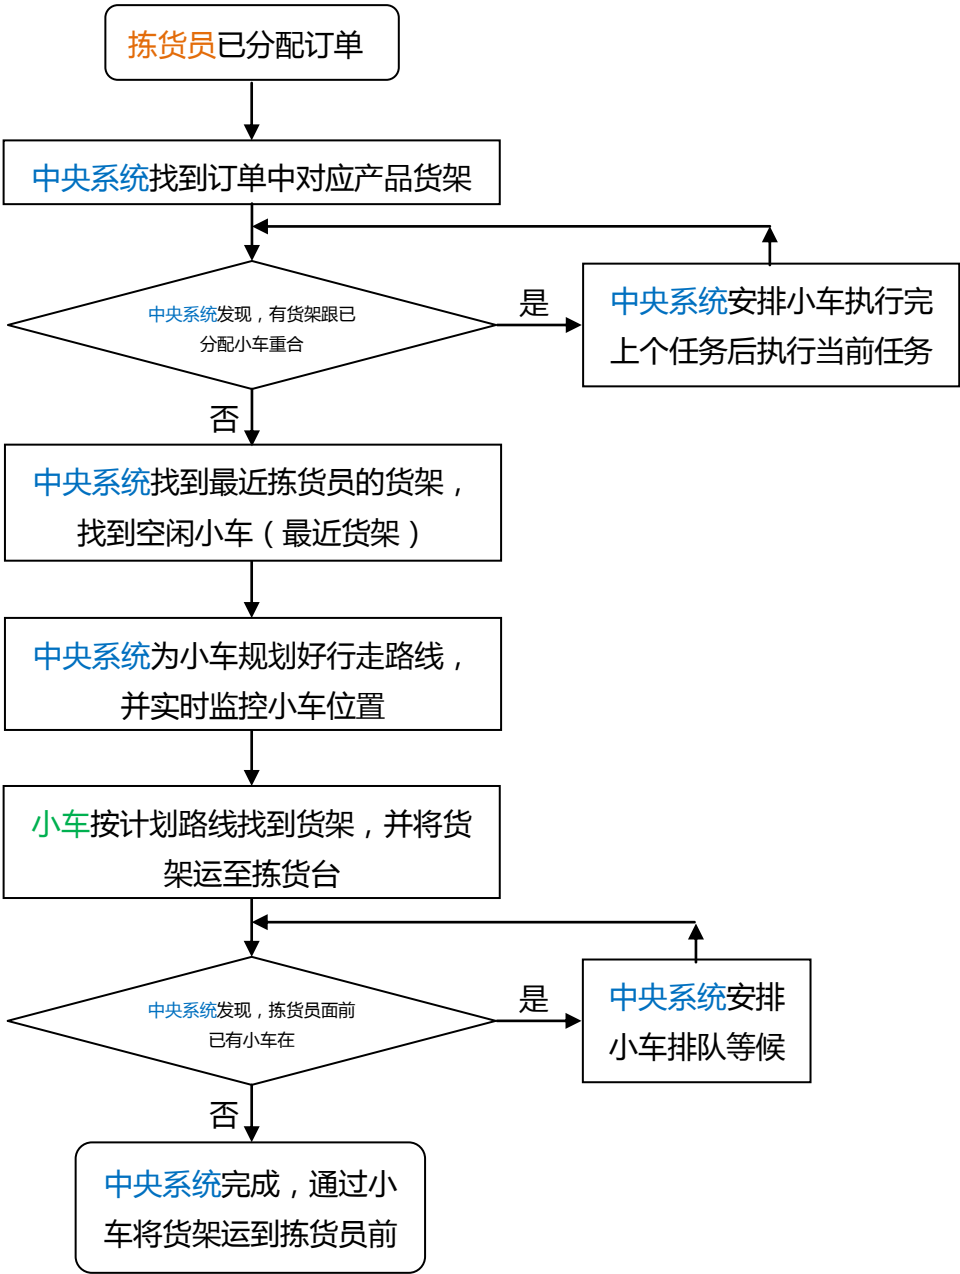 拣货员已分配订单
中央系统找到订单中对应产品货架
中央系统发现，有货架跟已
分配小车重合
是
中央系统安排小车执行完
上个任务后执行当前任务
否
中央系统找到最近拣货员的货架，
找到空闲小车（最近货架）
中央系统为小车规划好行走路线，
并实时监控小车位置
小车按计划路线找到货架，并将货
架运至拣货台
中央系统发现，拣货员面前
已有小车在
是
中央系统安排
小车排队等候
否
中央系统完成，通过小
车将货架运到拣货员前